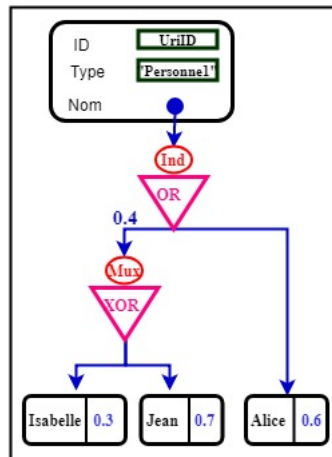 ID UriID
Type "Personnel"
Nom
Ind
OR
0.4
Mux
XOR
Isabelle 0.3 Jean 0.7 Alice 0.6